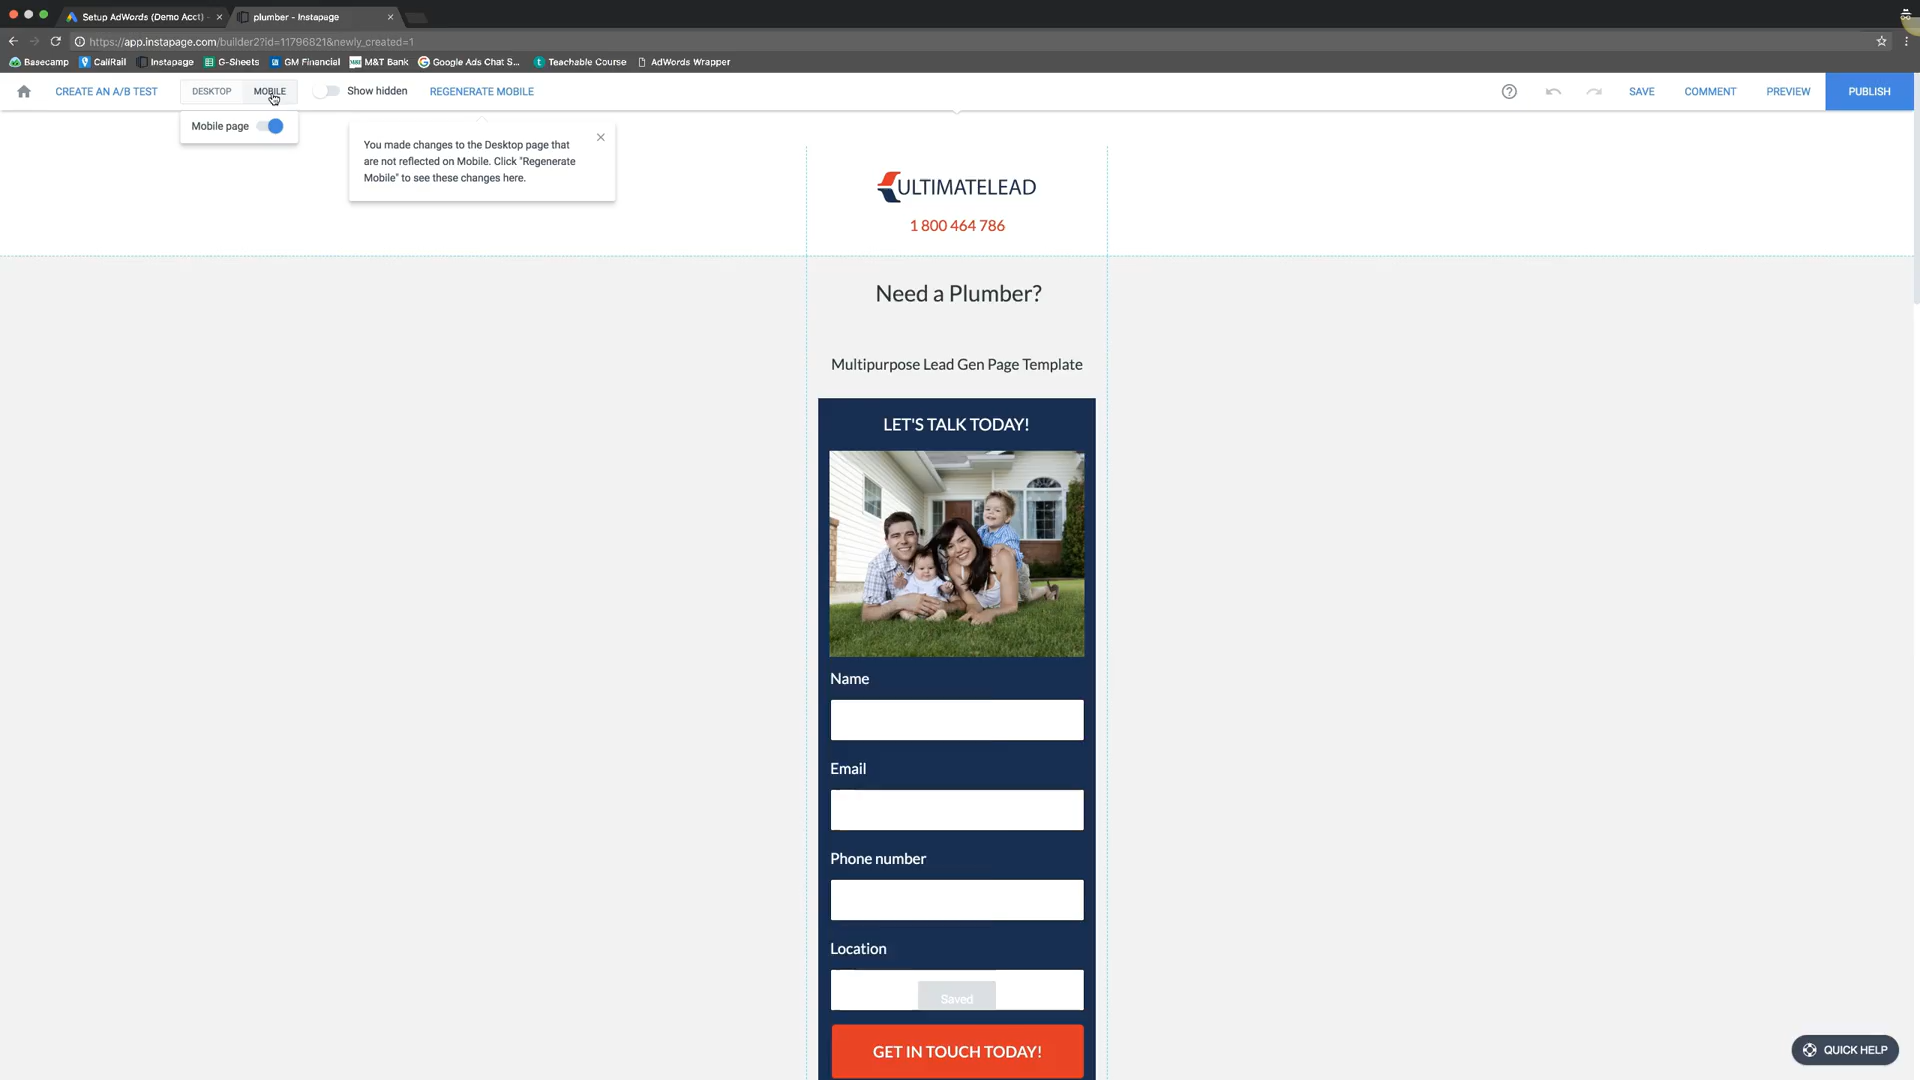 Setup AdWords (Demo Acct)
plumber - Instapage
https://app.instapage.com/builder2?id=11796821&newly_created=1
Basecamp
CallRail
Instapage
G-Sheets
GM Financial
M&T Bank
Google Ads Chat S...
Teachable Course
AdWords Wrapper
CREATE AN A/B TEST
DESKTOP
MOBILE
Show hidden
REGENERATE MOBILE
SAVE
COMMENT
PREVIEW
PUBLISH
Mobile page
You made changes to the Desktop page that
are not reflected on Mobile. Click "Regenerate
Mobile" to see these changes here.
ULTIMATELEAD
1 800 464 786
Need a Plumber?
Multipurpose Lead Gen Page Template
LET'S TALK TODAY!
Name
Email
Phone number
Location
Saved
GET IN TOUCH TODAY!
QUICK HELP